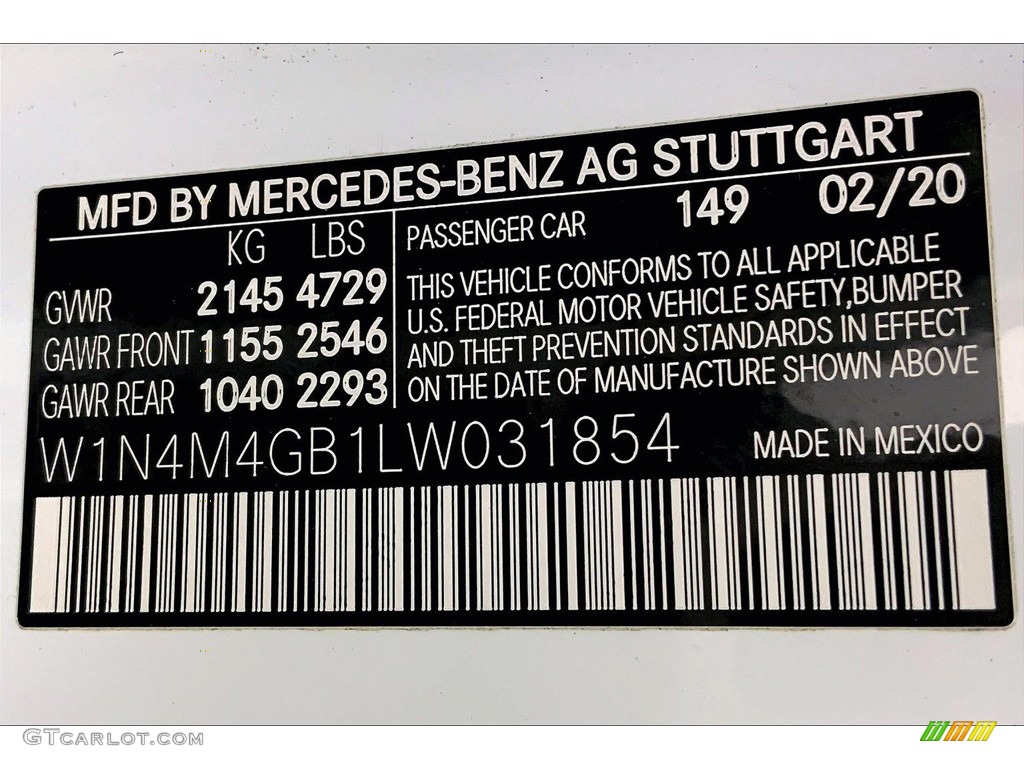 MFD BY MERCEDES-BENZ AG STUTTGART
KG LBS
GVWR 2145 4729
GAWR FRONT 1155 2546
GAWR REAR 1040 2293
PASSENGER CAR 149 02/20
THIS VEHICLE CONFORMS TO ALL APPLICABLE
U.S. FEDERAL MOTOR VEHICLE SAFETY,BUMPER
AND THEFT PREVENTION STANDARDS IN EFFECT
ON THE DATE OF MANUFACTURE SHOWN ABOVE
W1N4M4GB1LW031854 MADE IN MEXICO
GTCARLOT.COM